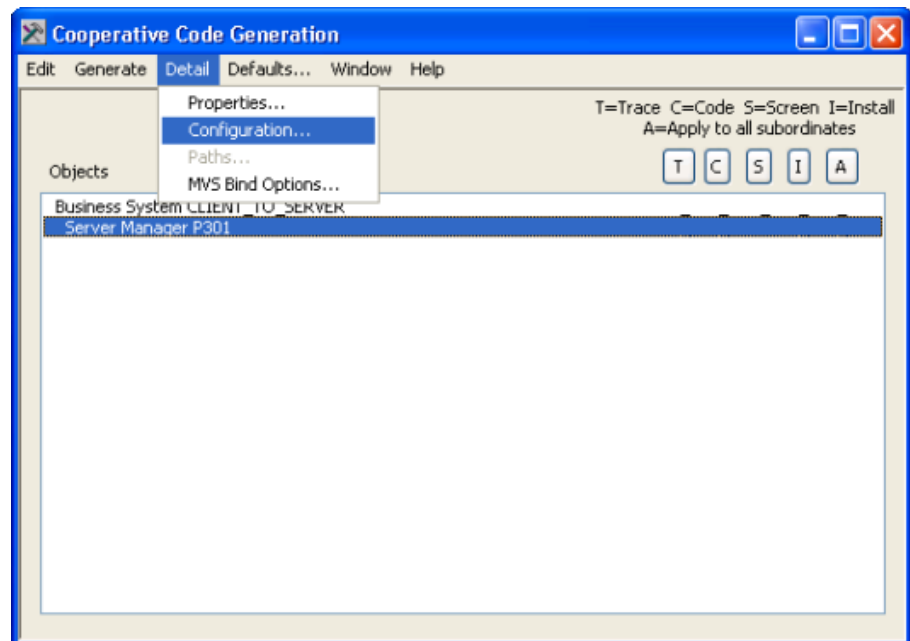 Cooperative Code Generation
Edit Generate Detail Defaults... Window Help
Properties...
Configuration...
Paths...
MVS Bind Options...
T=Trace C=Code S=Screen I=Install
A=Apply to all subordinates
Objects
T C S I A
Business System CLIENT_TO_SERVER
Server Manager P301